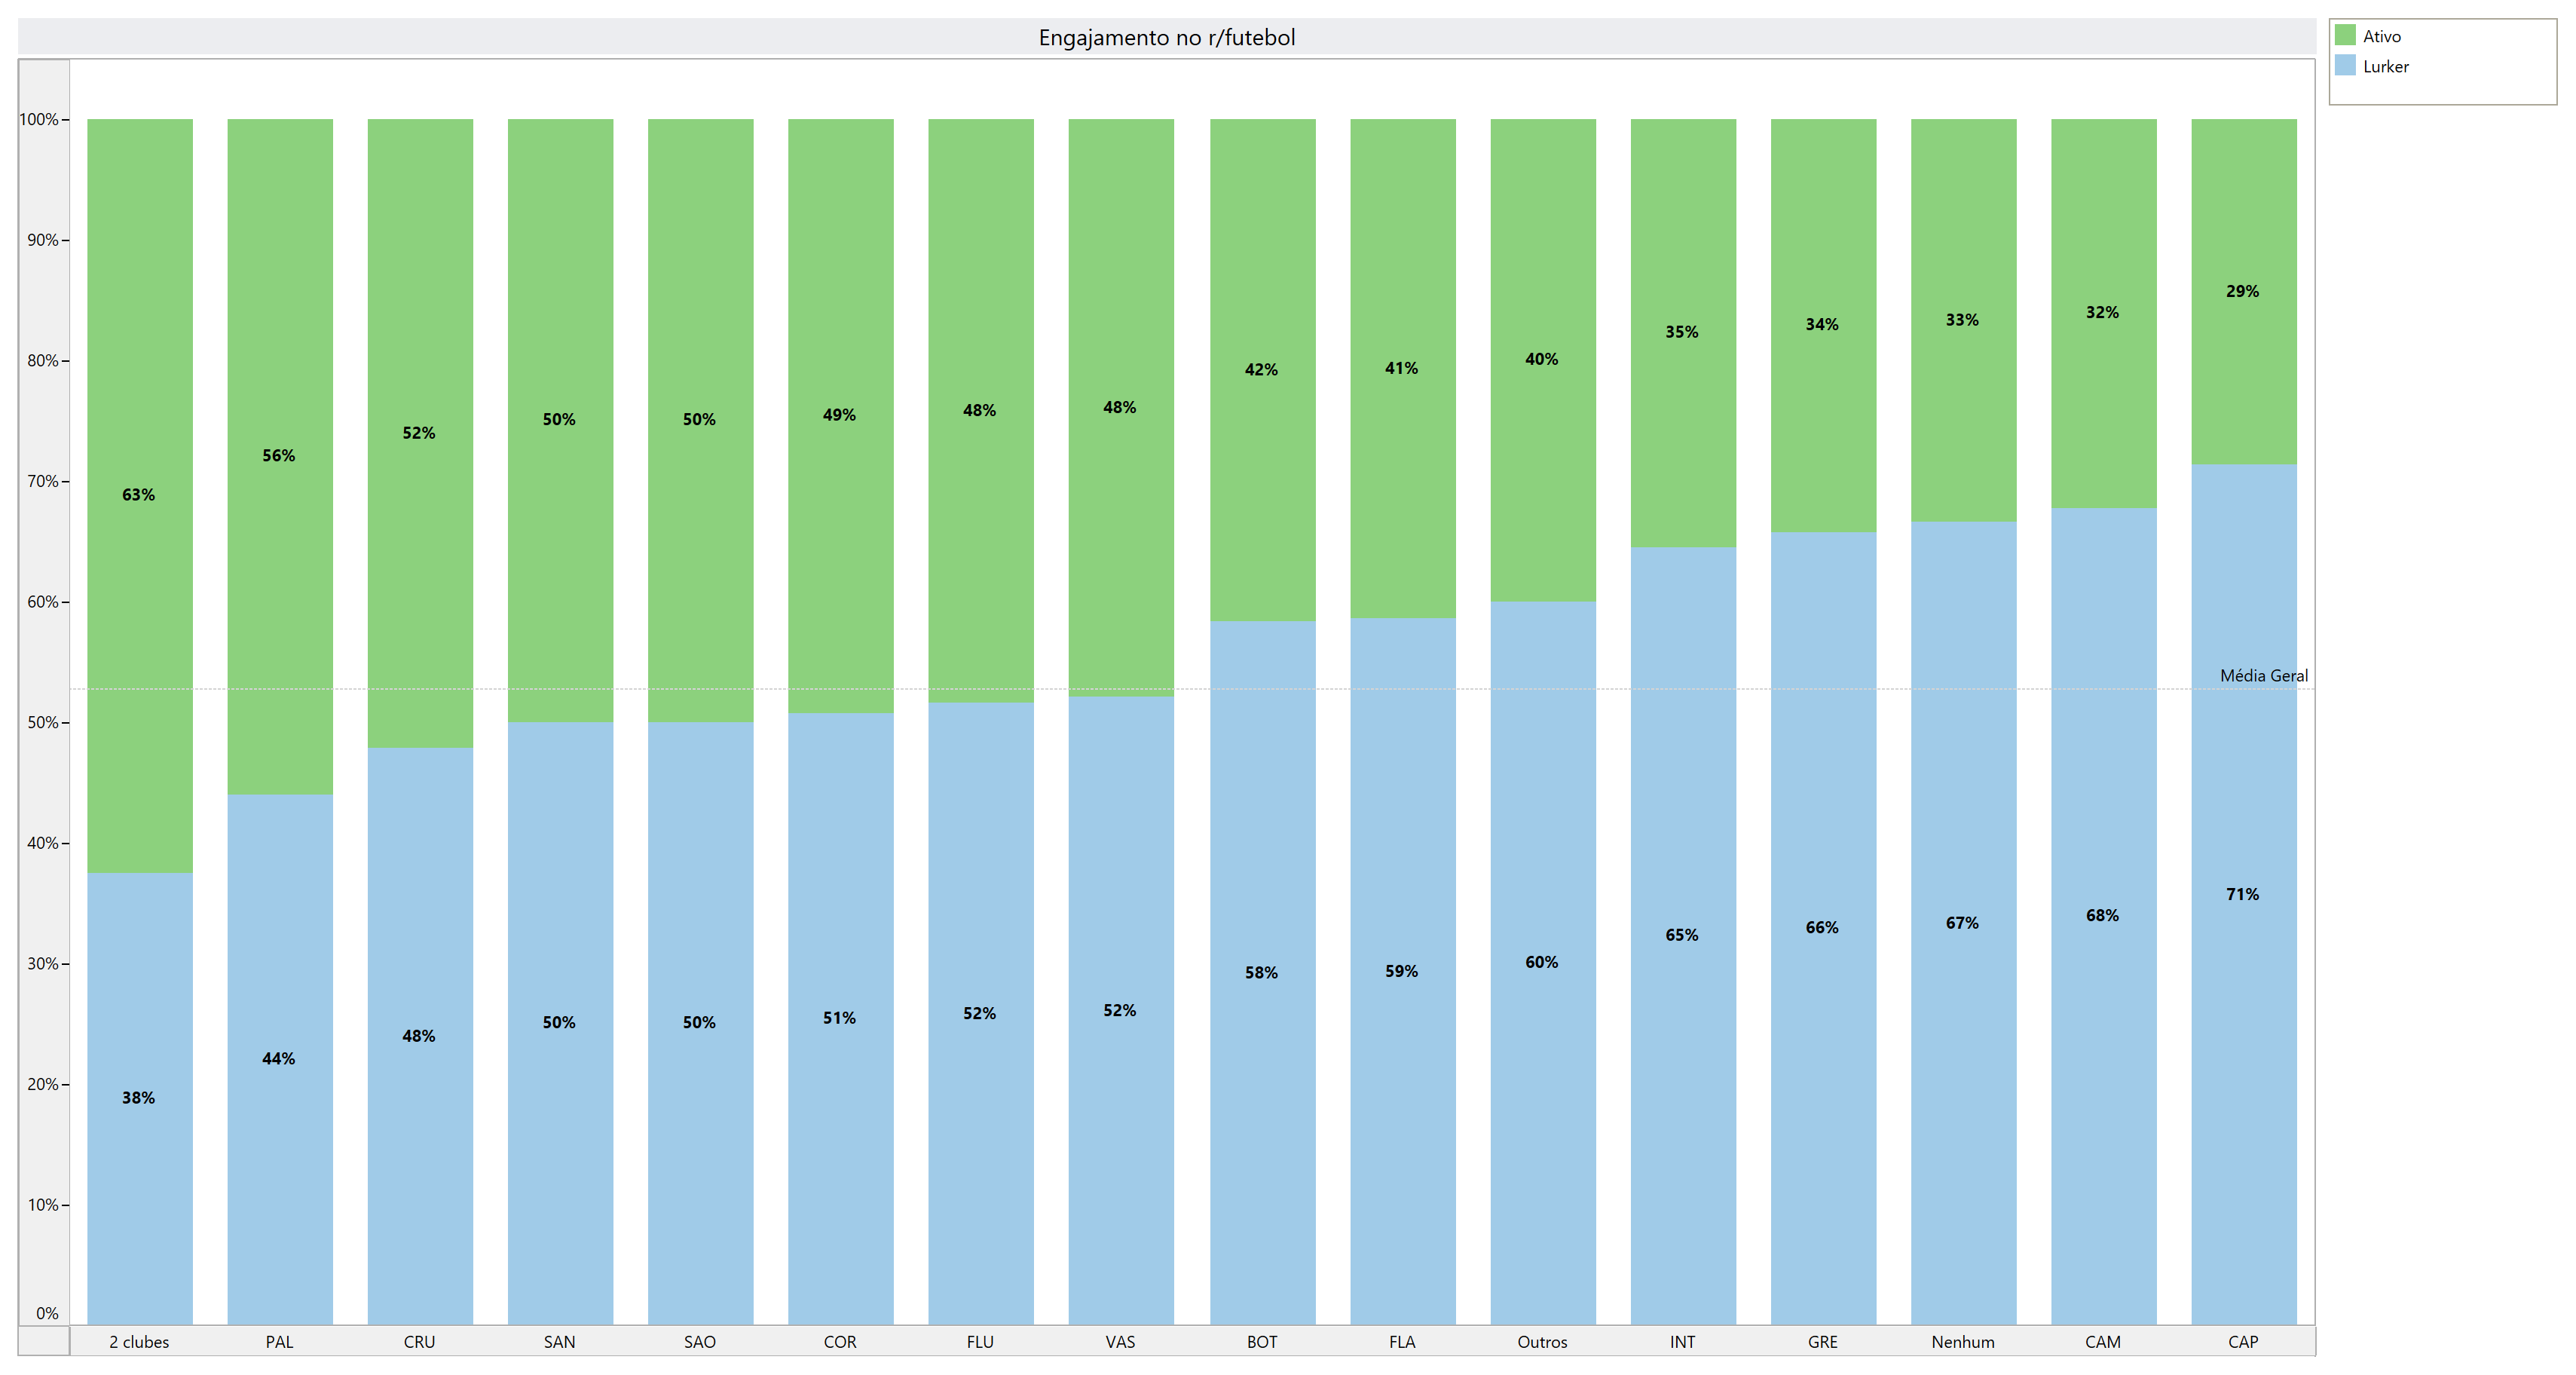 Engajamento no r/futebol
Ativo
Lurker
100%
90%
80%
70%
60%
50%
40%
30%
20%
10%
0%
63% 56% 52% 50% 50% 49% 48% 48% 42% 41% 40% 35% 34% 33% 32% 29%
Média Geral
38% 44% 48% 50% 50% 51% 52% 52% 58% 59% 60% 65% 66% 67% 68% 71%
2 clubes PAL CRU SAN SAO COR FLU VAS BOT FLA Outros INT GRE Nenhum CAM CAP